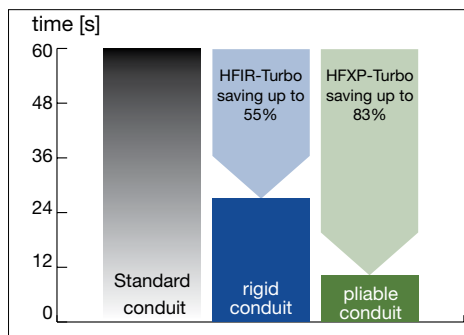 time [s]
60
48
36
24
12
0
HFIR-Turbo
saving up to
55%
HFXP-Turbo
saving up to
83%
Standard
conduit
rigid
conduit
pliable
conduit